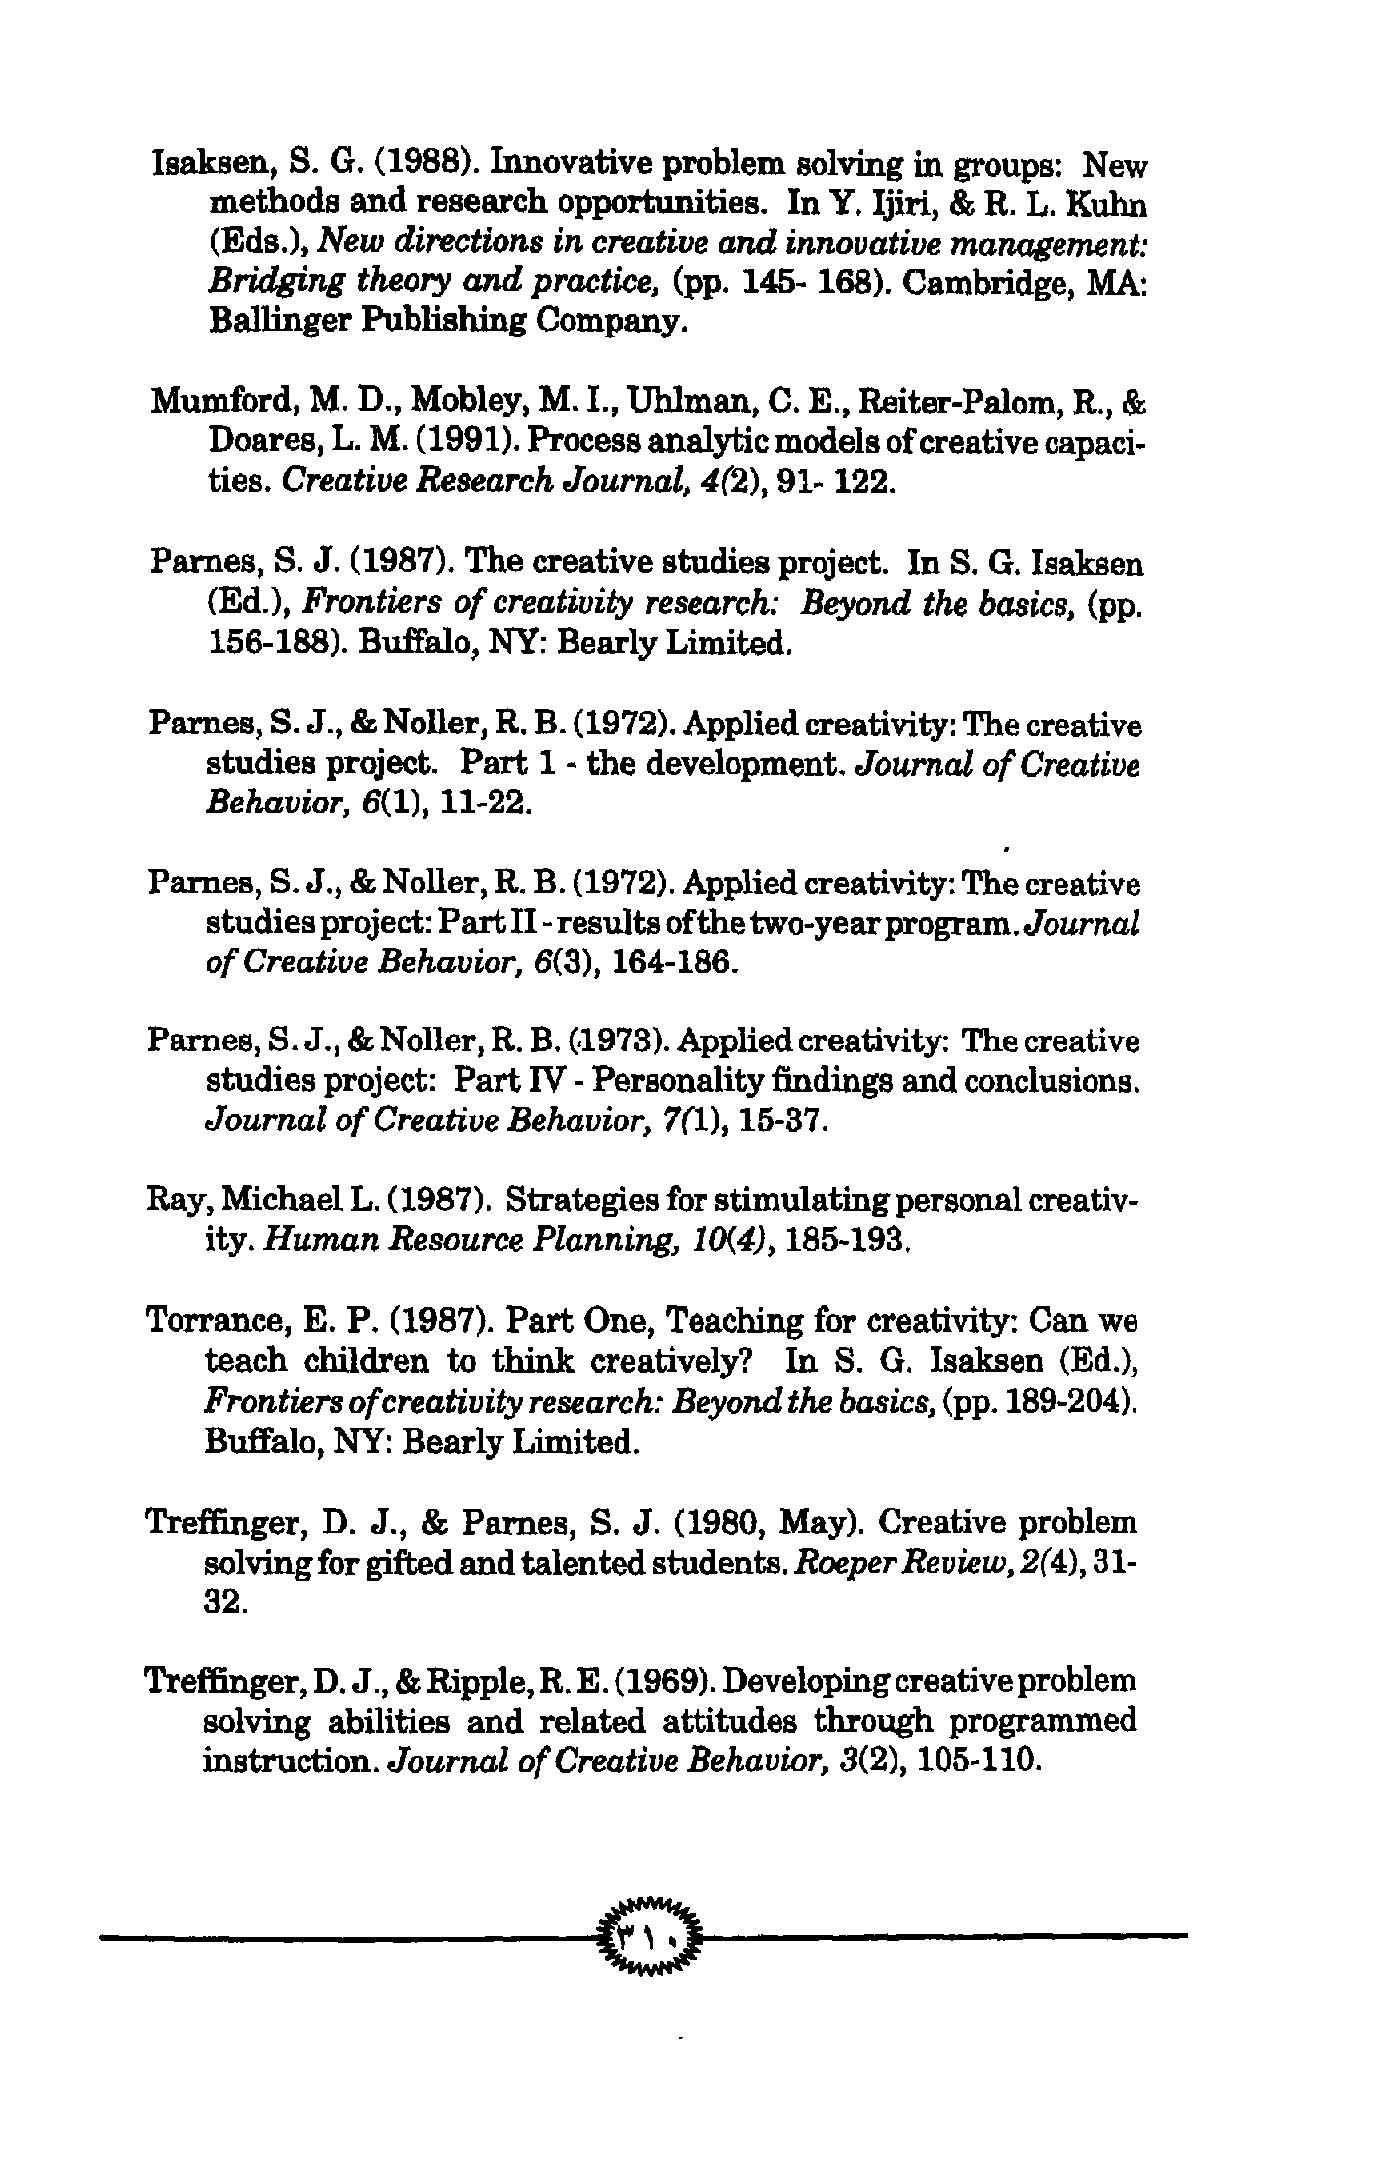 Isaksen, S. G. (1988). Innovative problem solving in groups: New
methods and research opportunities. In Y. Ijiri, & R. L. Kuhn
(Eds.), New directions in creative and innovative management:
Bridging theory and practice, (pp. 145- 168). Cambridge, MA:
Ballinger Publishing Company.
Mumford, M. D., Mobley, M. I., Uhlman, C. E., Reiter-Palom, R., &
Doares, L. M. (1991). Process analytic models of creative capaci-
ties. Creative Research Journal, 4(2), 91- 122.
Parnes, S. J. (1987). The creative studies project. In S. G. Isaksen
(Ed.), Frontiers of creativity research: Beyond the basics, (pp.
156-188). Buffalo, NY: Bearly Limited.
Parnes, S. J., & Noller, R. B. (1972). Applied creativity: The creative
studies project. Part 1 - the development. Journal of Creative
Behavior, 6(1), 11-22.
Parnes, S. J., & Noller, R. B. (1972). Applied creativity: The creative
studies project: Part II - results of the two-year program. Journal
of Creative Behavior, 6(3), 164-186.
Parnes, S. J., & Noller, R. B. (1973). Applied creativity: The creative
studies project: Part IV - Personality findings and conclusions.
Journal of Creative Behavior, 7(1), 15-37.
Ray, Michael L. (1987). Strategies for stimulating personal creativ-
ity. Human Resource Planning, 10(4), 185-193.
Torrance, E. P. (1987). Part One, Teaching for creativity: Can we
teach children to think creatively? In S. G. Isaksen (Ed.),
Frontiers of creativity research: Beyond the basics, (pp. 189-204).
Buffalo, NY: Bearly Limited.
Treffinger, D. J., & Parnes, S. J. (1980, May). Creative problem
solving for gifted and talented students. Roeper Review, 2(4), 31-
32.
Treffinger, D. J., & Ripple, R. E. (1969). Developing creative problem
solving abilities and related attitudes through programmed
instruction. Journal of Creative Behavior, 3(2), 105-110.
٣١٠